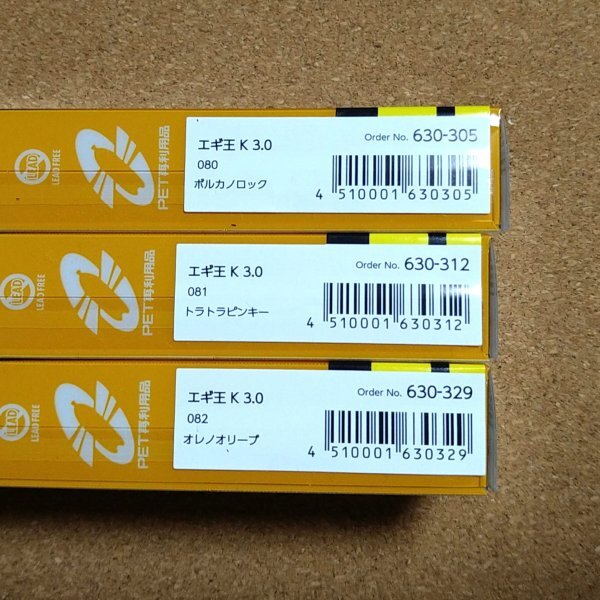 エギ王 K 3.0 Order No. 630-305
080
ボルカノロック
4 510001 630305
LEAD
LEAD FREE
PET再利用品
エギ王 K 3.0 Order No. 630-312
081
トラトラピンキー
4 510001 630312
LEAD
LEAD FREE
PET再利用品
エギ王 K 3.0 Order No. 630-329
082
オレノオリーブ
4 510001 630329
LEAD
LEAD FREE
PET再利用品